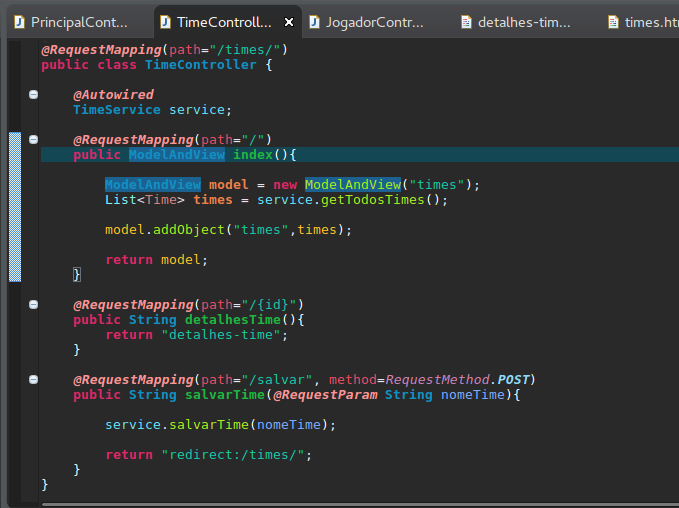 PrincipalCont...
TimeControll...
JogadorContr...
detalhes-tim...
times.ht
@RequestMapping(path="/times/")
public class TimeController {
@Autowired
TimeService service;
@RequestMapping(path="/")
public ModelAndView index(){
ModelAndView model = new ModelAndView("times");
List<Time> times = service.getTodosTimes();
model.addObject("times",times);
return model;
}
@RequestMapping(path="/{id}")
public String detalhesTime(){
return "detalhes-time";
}
@RequestMapping(path="/salvar", method=RequestMethod.POST)
public String salvarTime(@RequestParam String nomeTime){
service.salvarTime(nomeTime);
return "redirect:/times/";
}
}